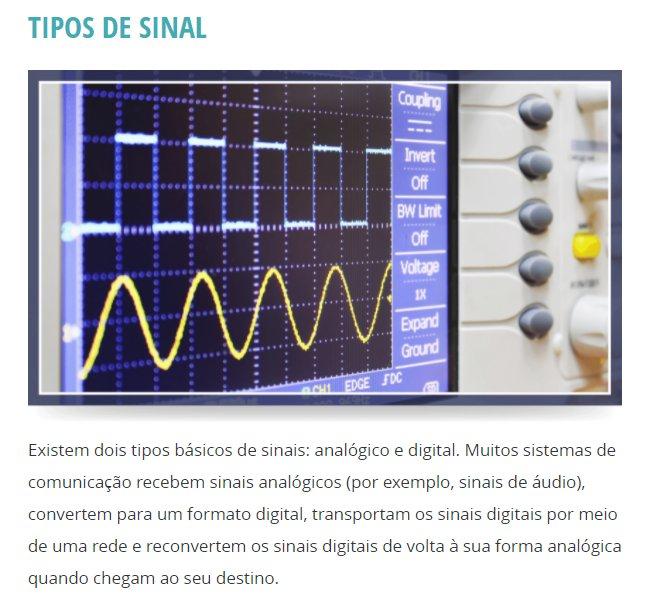 TIPOS DE SINAL
Coupling
Invert
Off
BW Limit
Off
Voltage
1X
Expand
Ground
CH1 EDGE DC
Existem dois tipos básicos de sinais: analógico e digital. Muitos sistemas de
comunicação recebem sinais analógicos (por exemplo, sinais de áudio),
convertem para um formato digital, transportam os sinais digitais por meio
de uma rede e reconvertem os sinais digitais de volta à sua forma analógica
quando chegam ao seu destino.